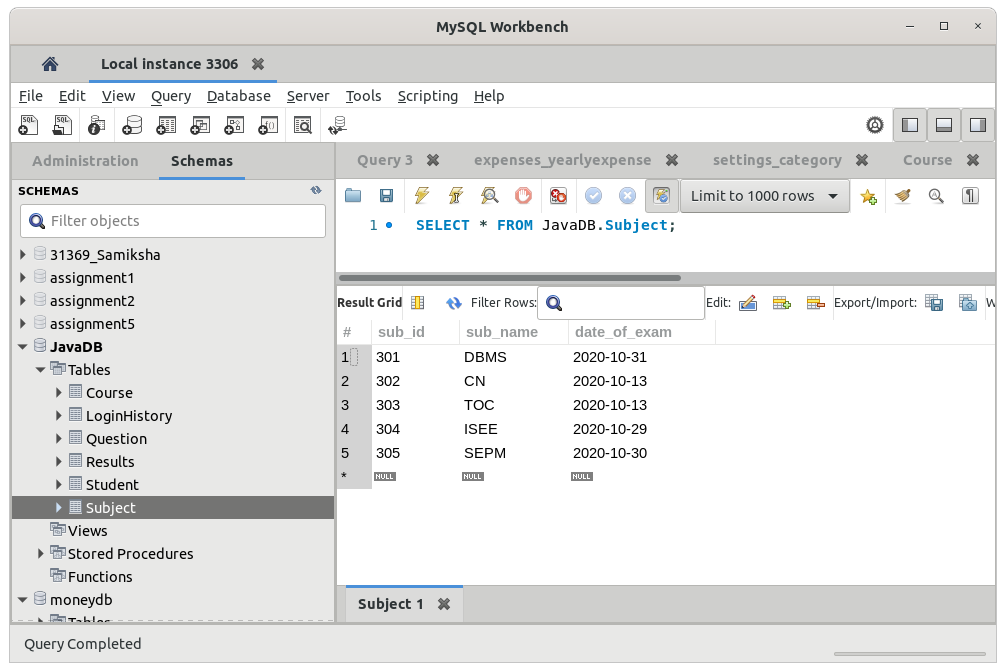 MySQL Workbench
Local instance 3306
File Edit View Query Database Server Tools Scripting Help
Administration Schemas
Query 3 expenses_yearlyexpense settings_category Course
SCHEMAS
Filter objects
Limit to 1000 rows
1 SELECT * FROM JavaDB.Subject;
31369_Samiksha
assignment1
assignment2
assignment5
JavaDB
Tables
Course
LoginHistory
Question
Results
Student
Subject
Views
Stored Procedures
Functions
moneydb
Tables
Result Grid Filter Rows: Edit: Export/Import: W
# sub_id sub_name date_of_exam
1 301 DBMS 2020-10-31
2 302 CN 2020-10-13
3 303 TOC 2020-10-13
4 304 ISEE 2020-10-29
5 305 SEPM 2020-10-30
* NULL NULL NULL
Subject 1
Query Completed